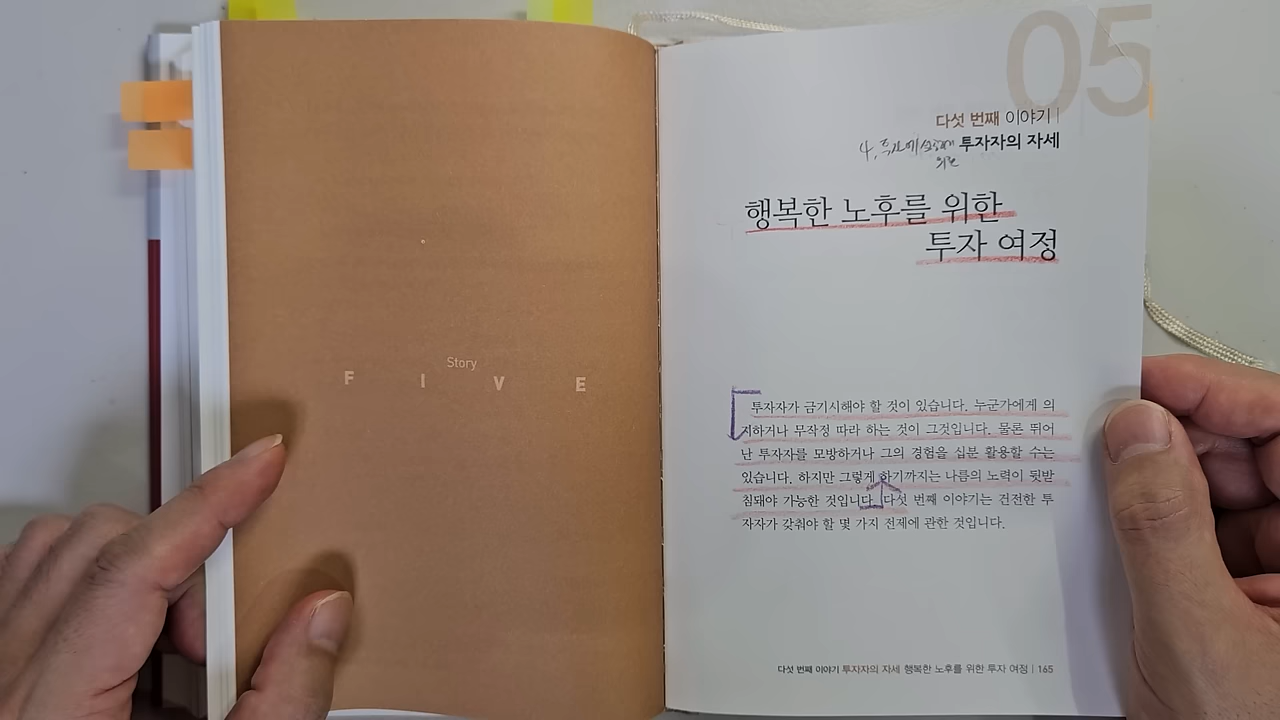 Story
F I V E
05
다섯 번째 이야기 |
투자자의 자세
행복한 노후를 위한
투자 여정
투자자가 금기시해야 할 것이 있습니다. 누군가에게 의
지하거나 무작정 따라 하는 것이 그것입니다. 물론 뛰어
난 투자자를 모방하거나 그의 경험을 십분 활용할 수는
있습니다. 하지만 그렇게 하기까지는 나름의 노력이 뒷받
침돼야 가능한 것입니다. 다섯 번째 이야기는 건전한 투
자자가 갖춰야 할 몇 가지 전제에 관한 것입니다.
다섯 번째 이야기 투자자의 자세 행복한 노후를 위한 투자 여정 | 165